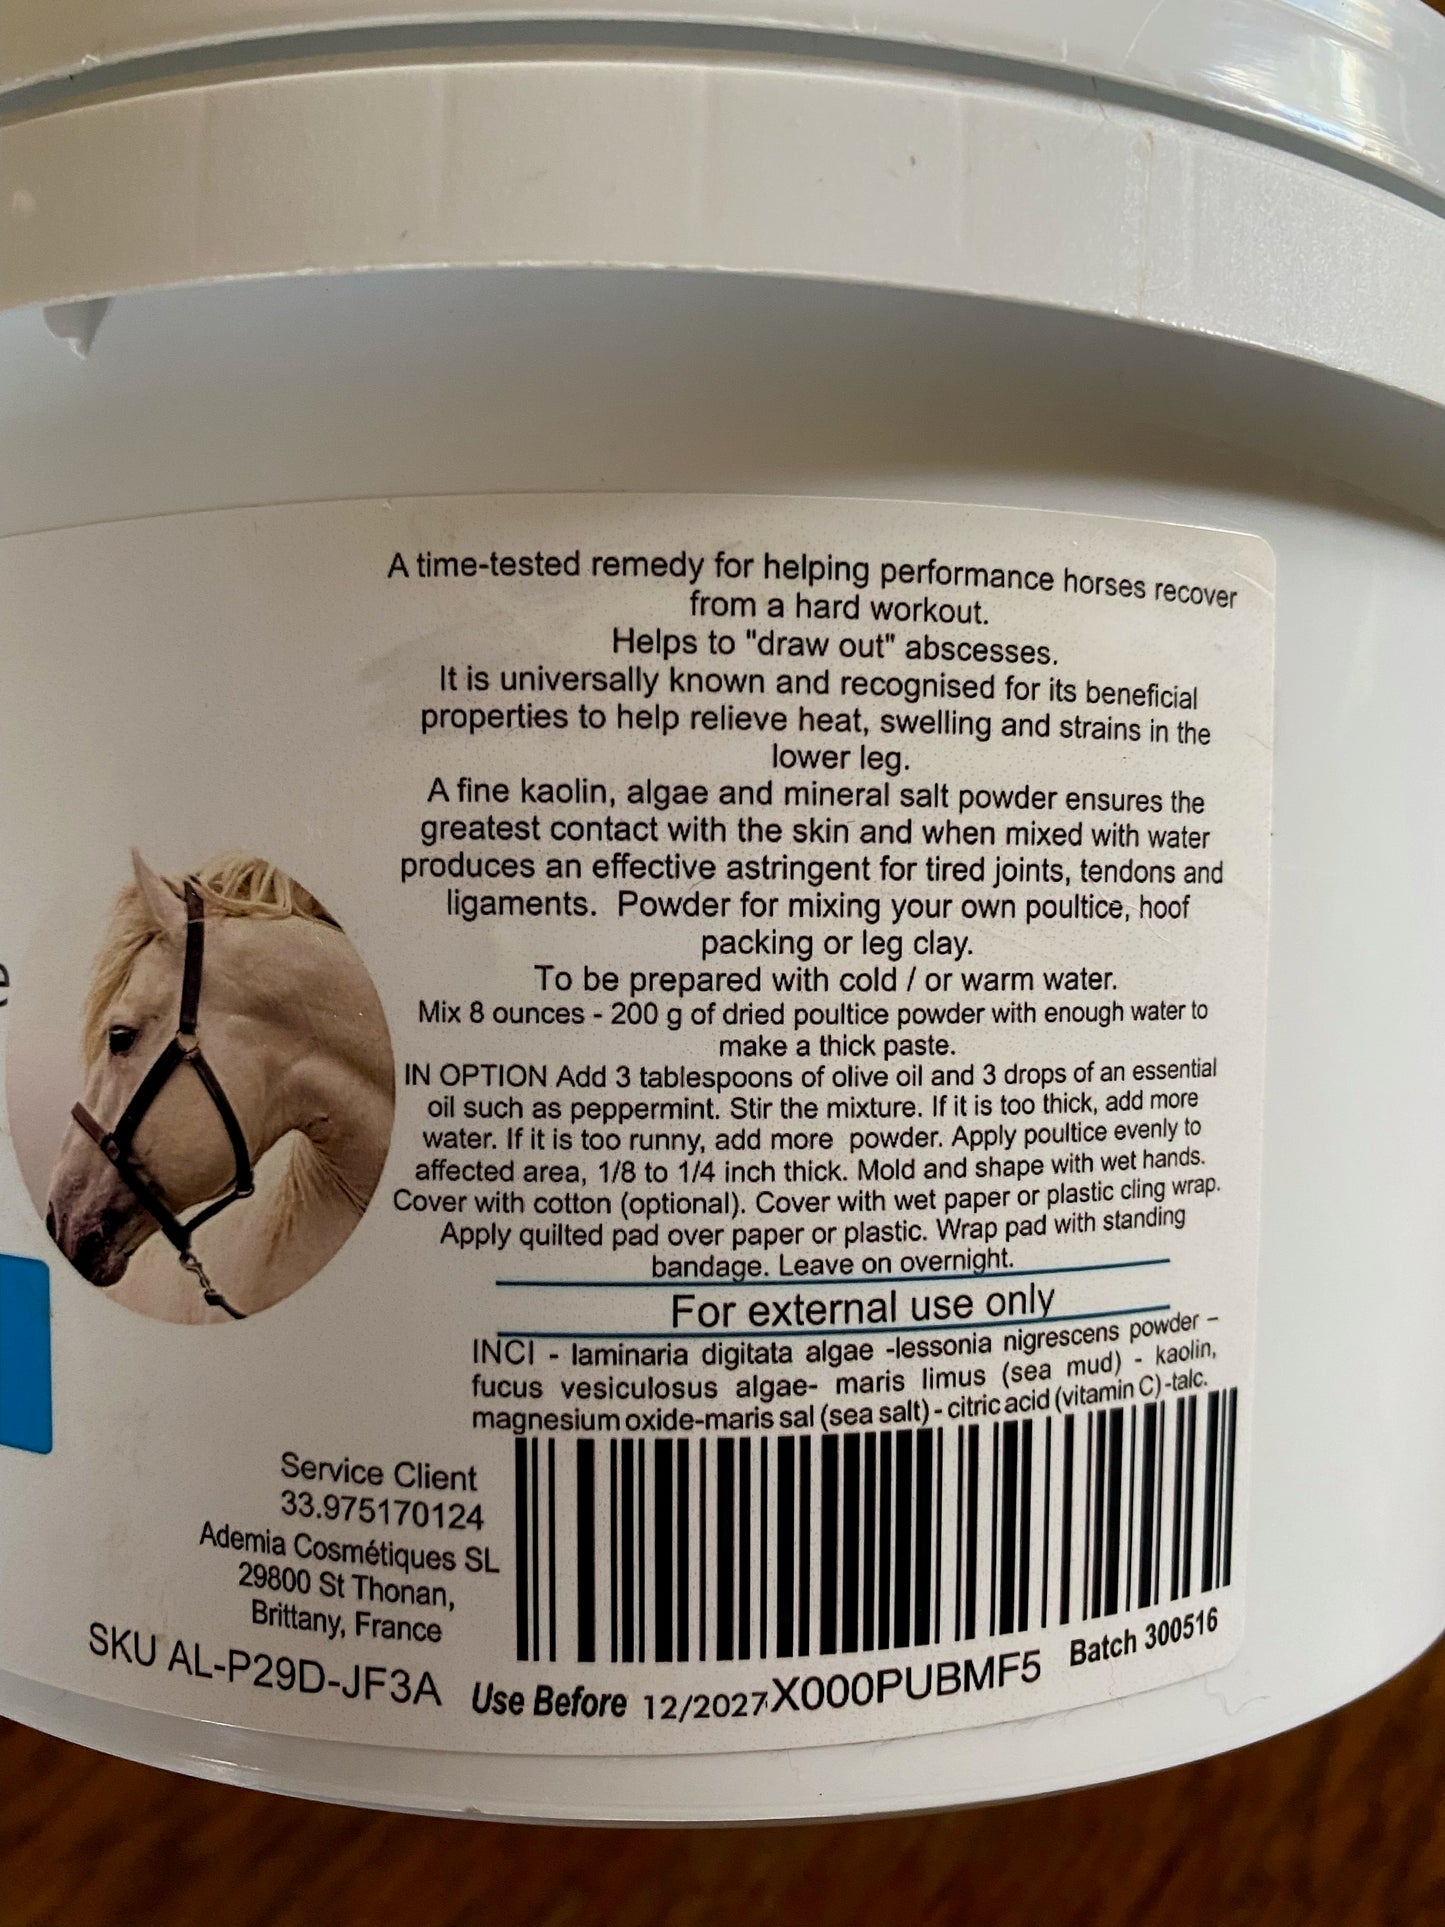 A time-tested remedy for helping performance horses recover
from a hard workout.
Helps to "draw out" abscesses.
It is universally known and recognised for its beneficial
properties to help relieve heat, swelling and strains in the
lower leg.
A fine kaolin, algae and mineral salt powder ensures the
greatest contact with the skin and when mixed with water
produces an effective astringent for tired joints, tendons and
ligaments. Powder for mixing your own poultice, hoof
packing or leg clay.
To be prepared with cold / or warm water.
Mix 8 ounces - 200 g of dried poultice powder with enough water to
make a thick paste.
IN OPTION Add 3 tablespoons of olive oil and 3 drops of an essential
oil such as peppermint. Stir the mixture. If it is too thick, add more
water. If it is too runny, add more powder. Apply poultice evenly to
affected area, 1/8 to 1/4 inch thick. Mold and shape with wet hands.
Cover with cotton (optional). Cover with wet paper or plastic cling wrap.
Apply quilted pad over paper or plastic. Wrap pad with standing
bandage. Leave on overnight.
For external use only
INCI - laminaria digitata algae -lessonia nigrescens powder –
fucus vesiculosus algae- maris limus (sea mud) - kaolin,
magnesium oxide-maris sal (sea salt) - citric acid (vitamin C) -talc.
Service Client
33.975170124
Ademia Cosmétiques SL
29800 St Thonan,
Brittany, France
SKU AL-P29D-JF3A
Use Before 12/2027
X000PUBMF5
Batch 300516